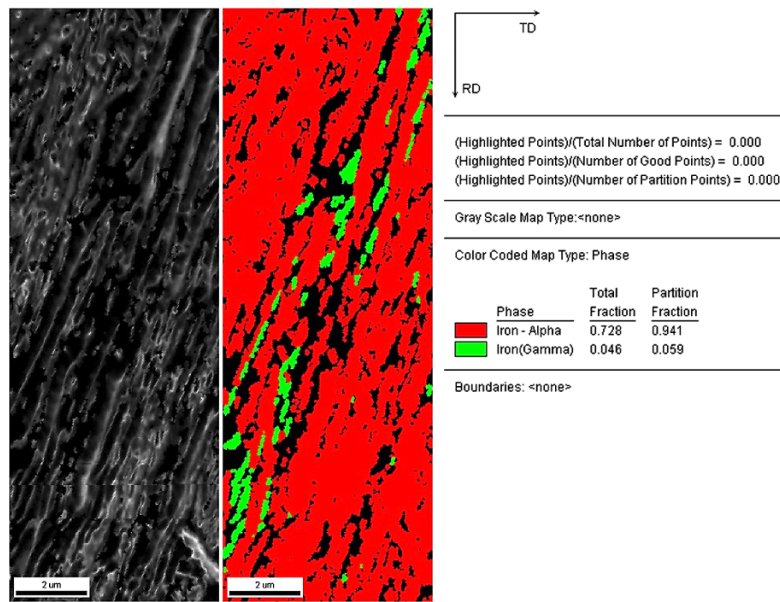 TD
RD
(Highlighted Points)/(Total Number of Points) = 0.000
(Highlighted Points)/(Number of Good Points) = 0.000
(Highlighted Points)/(Number of Partition Points) = 0.000
Gray Scale Map Type:<none>
Color Coded Map Type: Phase
Total Partition
Phase Fraction Fraction
Iron - Alpha 0.728 0.941
Iron(Gamma) 0.046 0.059
Boundaries: <none>
2 um
2 um